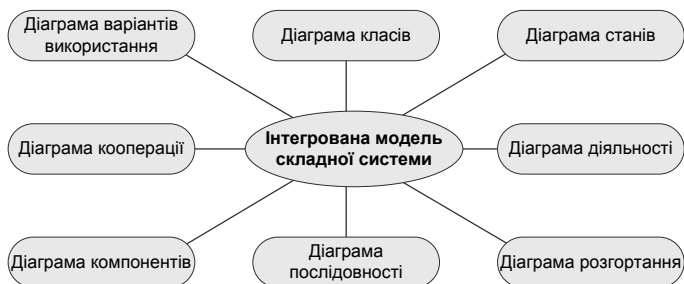 Діаграма варіантів
використання
Діаграма класів
Діаграма станів
Діаграма кооперації
Інтегрована модель
складної системи
Діаграма діяльності
Діаграма компонентів
Діаграма
послідовності
Діаграма розгортання